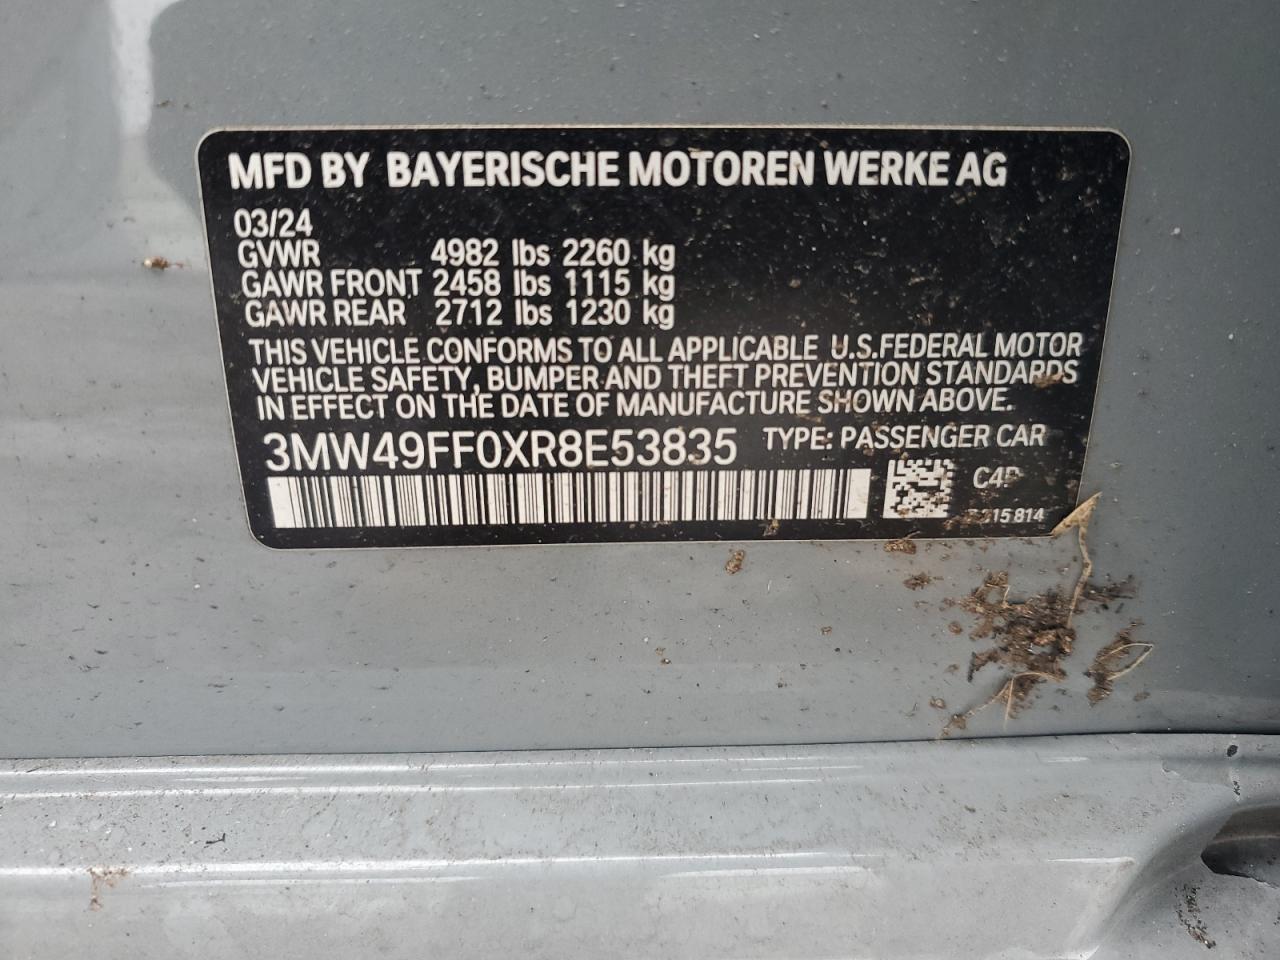 MFD BY BAYERISCHE MOTOREN WERKE AG
03/24
GVWR 4982 lbs 2260 kg
GAWR FRONT 2458 lbs 1115 kg
GAWR REAR 2712 lbs 1230 kg
THIS VEHICLE CONFORMS TO ALL APPLICABLE U.S.FEDERAL MOTOR
VEHICLE SAFETY, BUMPER AND THEFT PREVENTION STANDARDS
IN EFFECT ON THE DATE OF MANUFACTURE SHOWN ABOVE.
3MW49FF0XR8E53835 TYPE: PASSENGER CAR